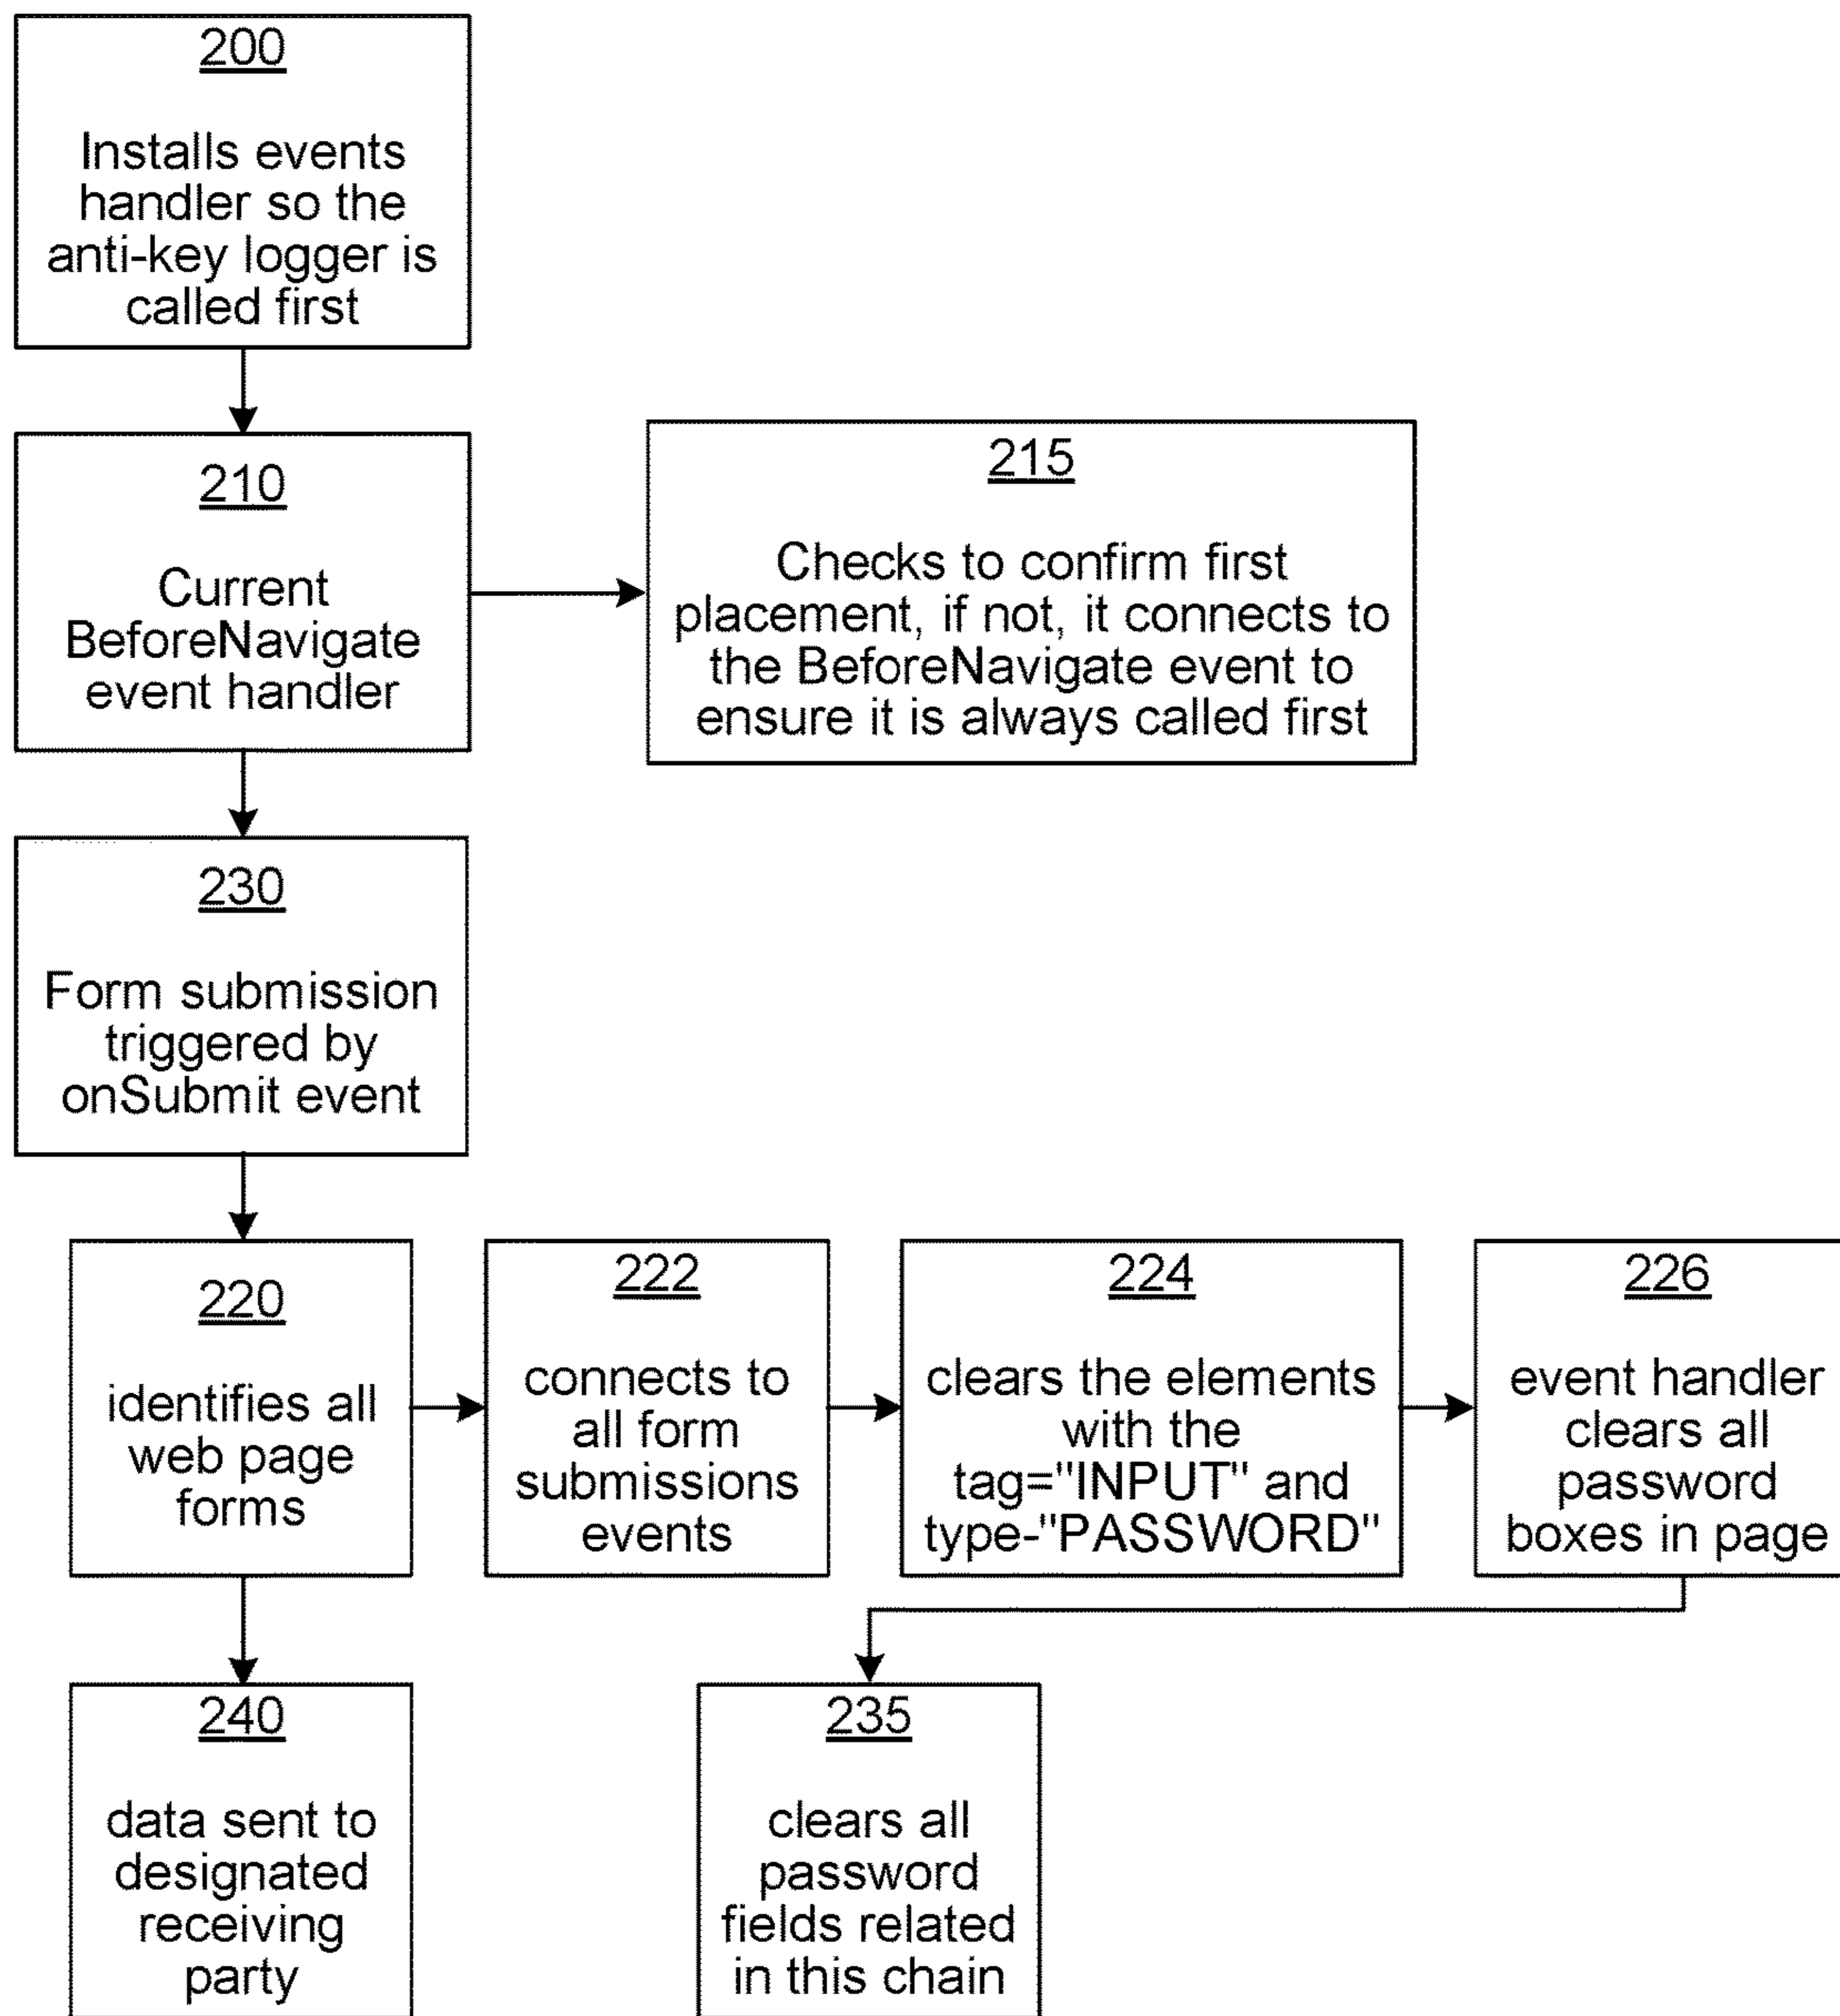 200
Installs events
handler so the
anti-key logger is
called first
210
Current
BeforeNavigate
event handler
215
Checks to confirm first
placement, if not, it connects to
the BeforeNavigate event to
ensure it is always called first
230
Form submission
triggered by
onSubmit event
220
identifies all
web page
forms
222
connects to
all form
submissions
events
224
clears the elements
with the
tag="INPUT" and
type-"PASSWORD"
226
event handler
clears all
password
boxes in page
240
data sent to
designated
receiving
party
235
clears all
password
fields related
in this chain